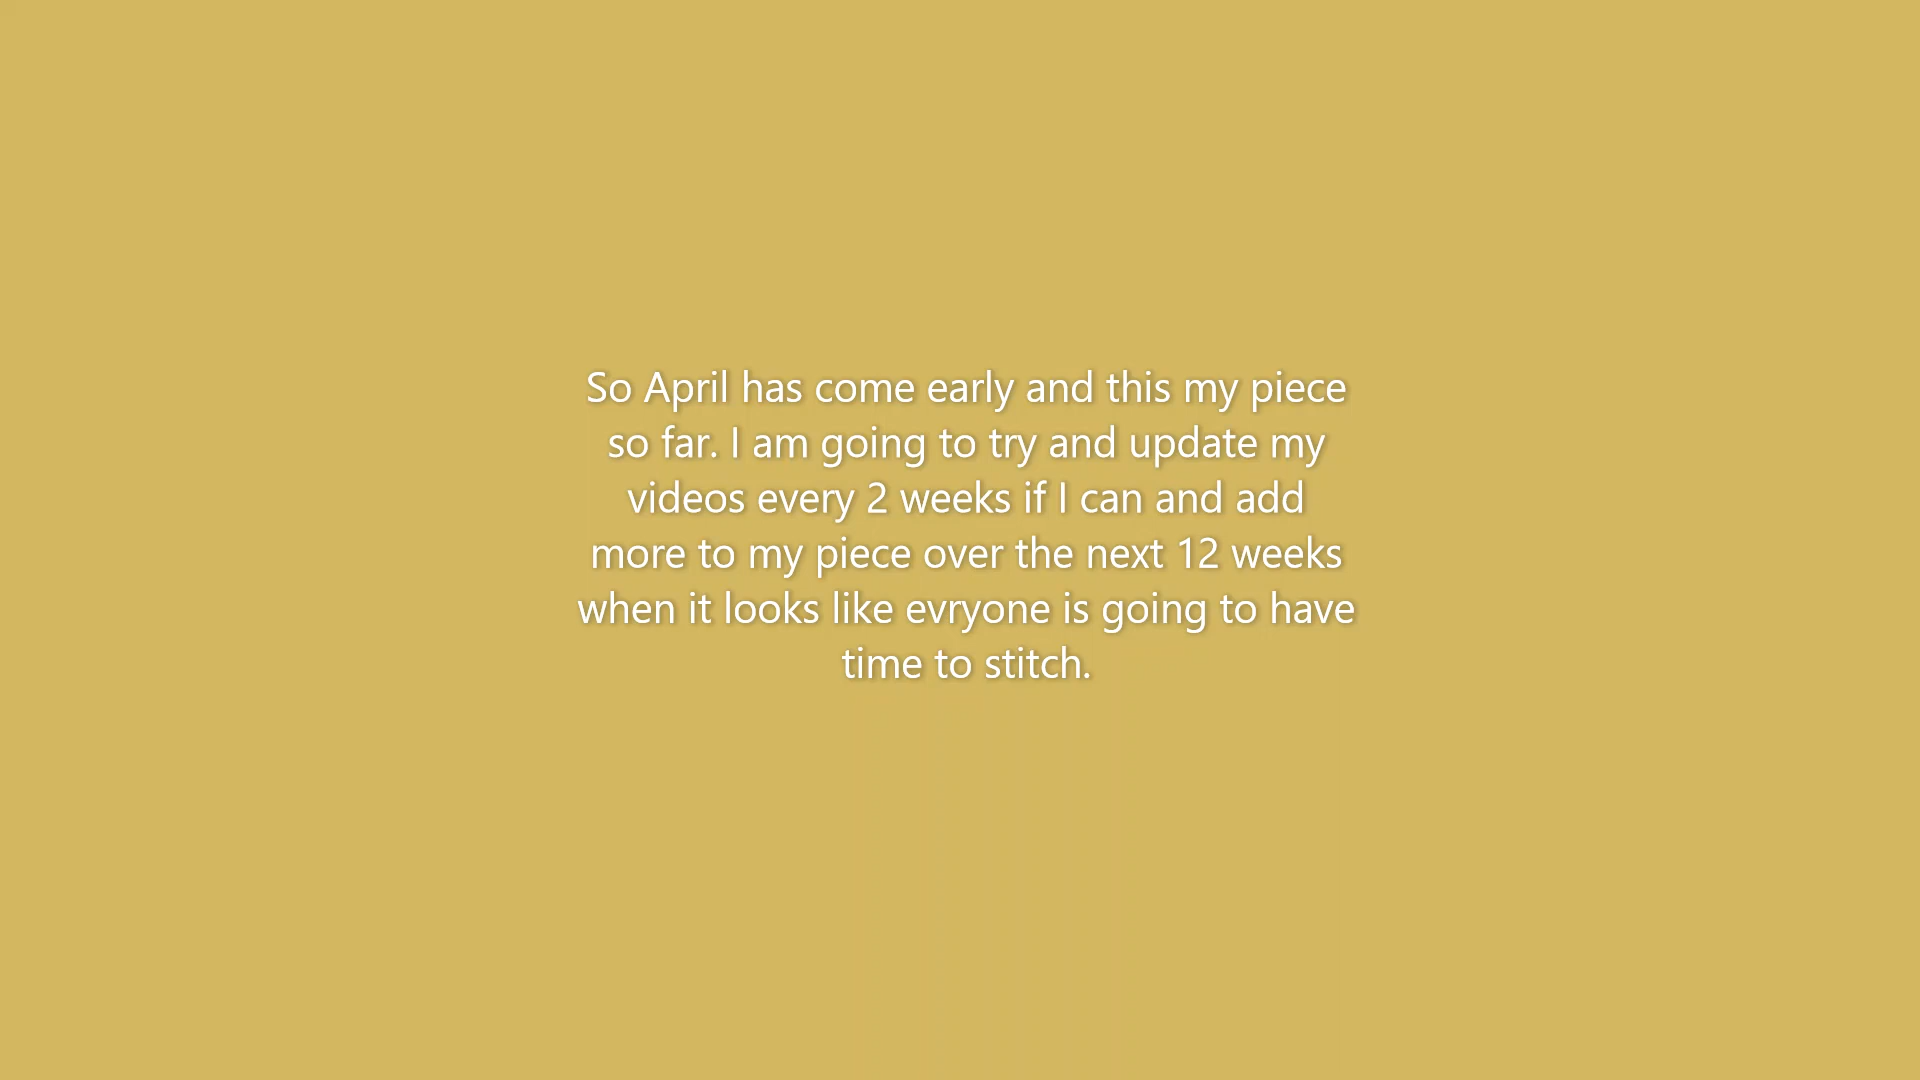 So April has come early and this my piece
so far. I am going to try and update my
videos every 2 weeks if I can and add
more to my piece over the next 12 weeks
when it looks like evryone is going to have
time to stitch.